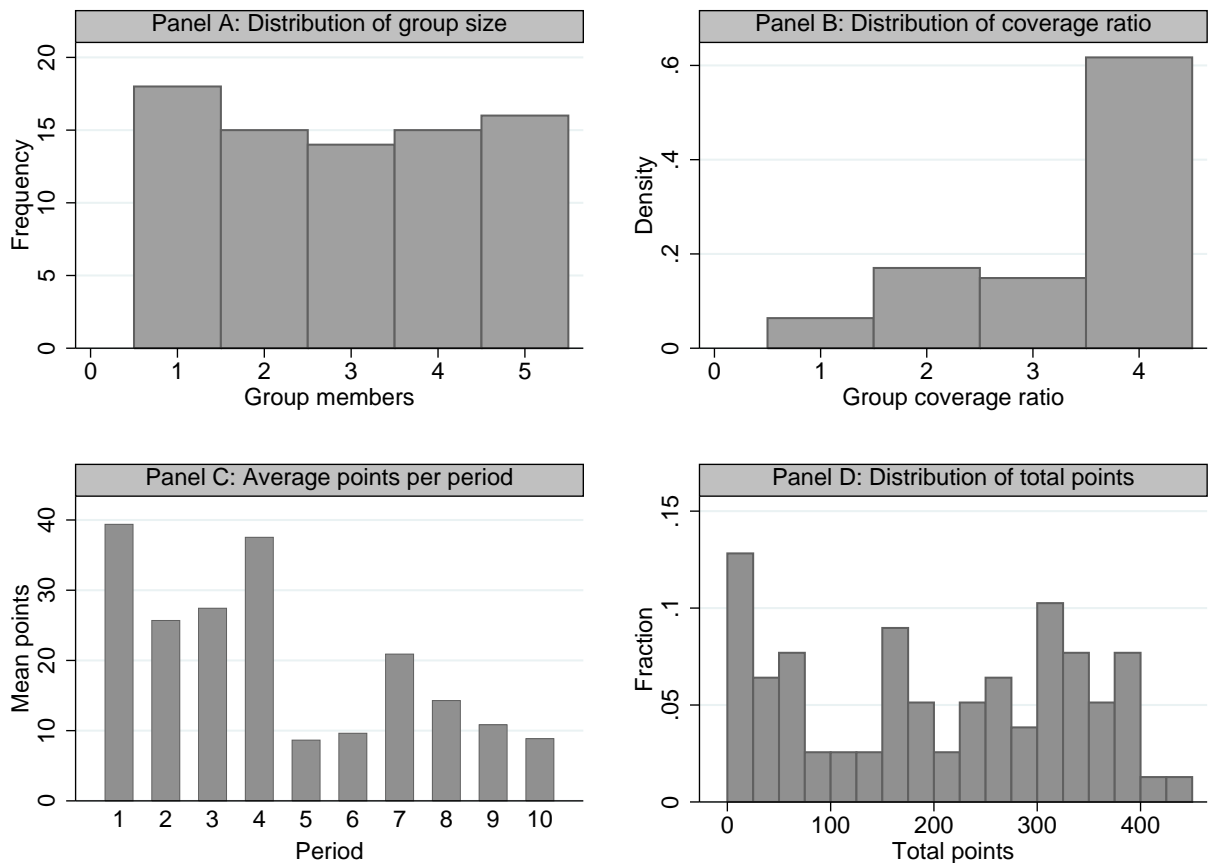 Panel A: Distribution of group size
20
15
10
5
0
Frequency
0 1 2 3 4 5
Group members
Panel B: Distribution of coverage ratio
.6
.4
.2
0
Density
0 1 2 3 4
Group coverage ratio
Panel C: Average points per period
40
30
20
10
0
Mean points
1 2 3 4 5 6 7 8 9 10
Period
Panel D: Distribution of total points
.15
.1
.05
0
Fraction
0 100 200 300 400
Total points